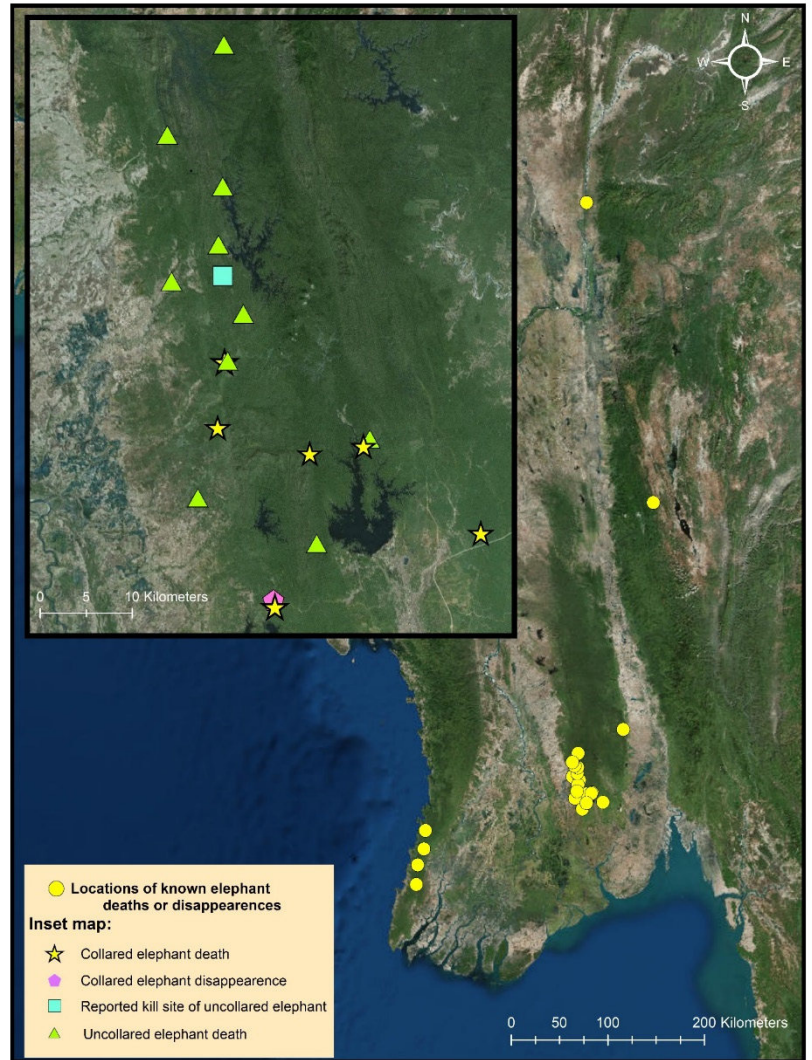 N
W E
S
0 5 10 Kilometers
Locations of known elephant
deaths or disappearences
Inset map:
Collared elephant death
Collared elephant disappearence
Reported kill site of uncollared elephant
Uncollared elephant death
0 50 100 200 Kilometers